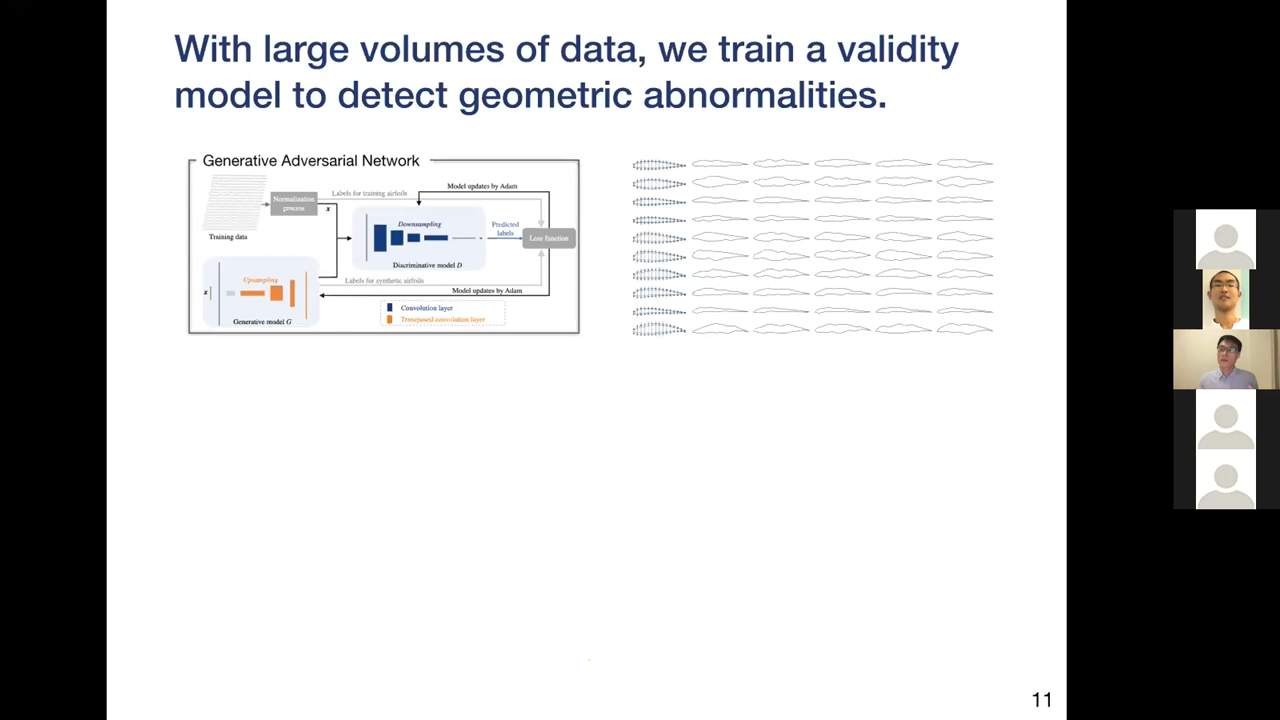 With large volumes of data, we train a validity
model to detect geometric abnormalities.
Generative Adversarial Network
Labels for training airfoils
Model updates by Adam
Normalization
process
x
Training data
Downsampling
Predicted
labels
Loss function
Discriminative model D
Upsampling
Labels for synthetic airfoils
z
Model updates by Adam
Generative model G
Convolution layer
Transposed convolution layer
11